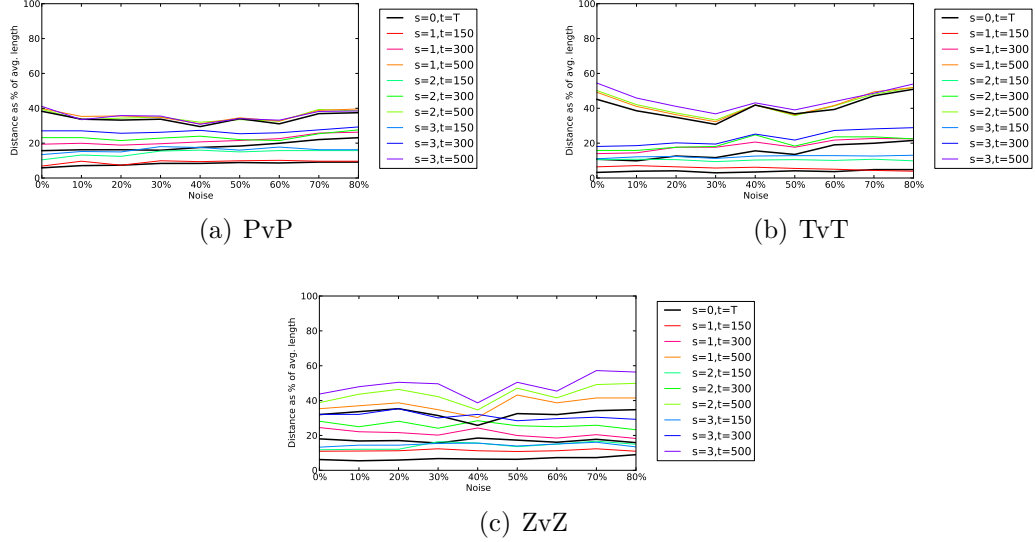 100
80
60
40
20
0
0%
10%
20%
30%
40%
50%
60%
70%
80%
Noise
Distance as % of avg. length
s=0,t=T
s=1,t=150
s=1,t=300
s=1,t=500
s=2,t=150
s=2,t=300
s=2,t=500
s=3,t=150
s=3,t=300
s=3,t=500
(a) PvP
100
80
60
40
20
0
0%
10%
20%
30%
40%
50%
60%
70%
80%
Noise
Distance as % of avg. length
s=0,t=T
s=1,t=150
s=1,t=300
s=1,t=500
s=2,t=150
s=2,t=300
s=2,t=500
s=3,t=150
s=3,t=300
s=3,t=500
(b) TvT
100
80
60
40
20
0
0%
10%
20%
30%
40%
50%
60%
70%
80%
Noise
Distance as % of avg. length
s=0,t=T
s=1,t=150
s=1,t=300
s=1,t=500
s=2,t=150
s=2,t=300
s=2,t=500
s=3,t=150
s=3,t=300
s=3,t=500
(c) ZvZ